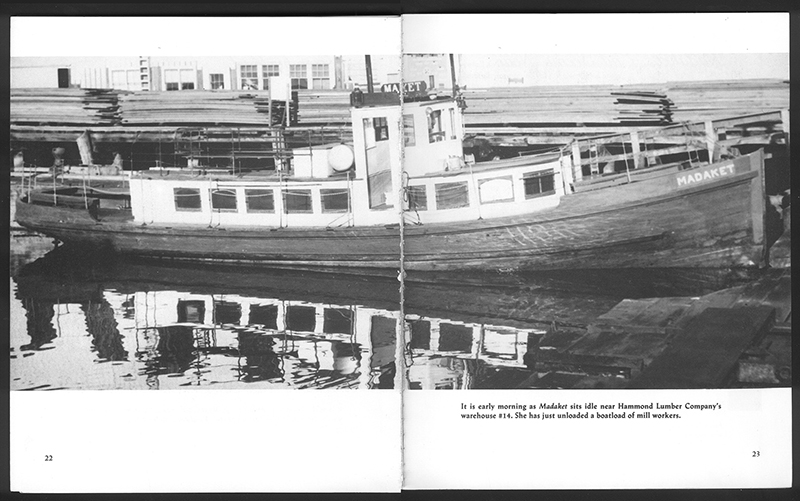 MADAKET
MADAKET
It is early morning as Madaket sits idle near Hammond Lumber Company's
warehouse #14. She has just unloaded a boatload of mill workers.
22
23